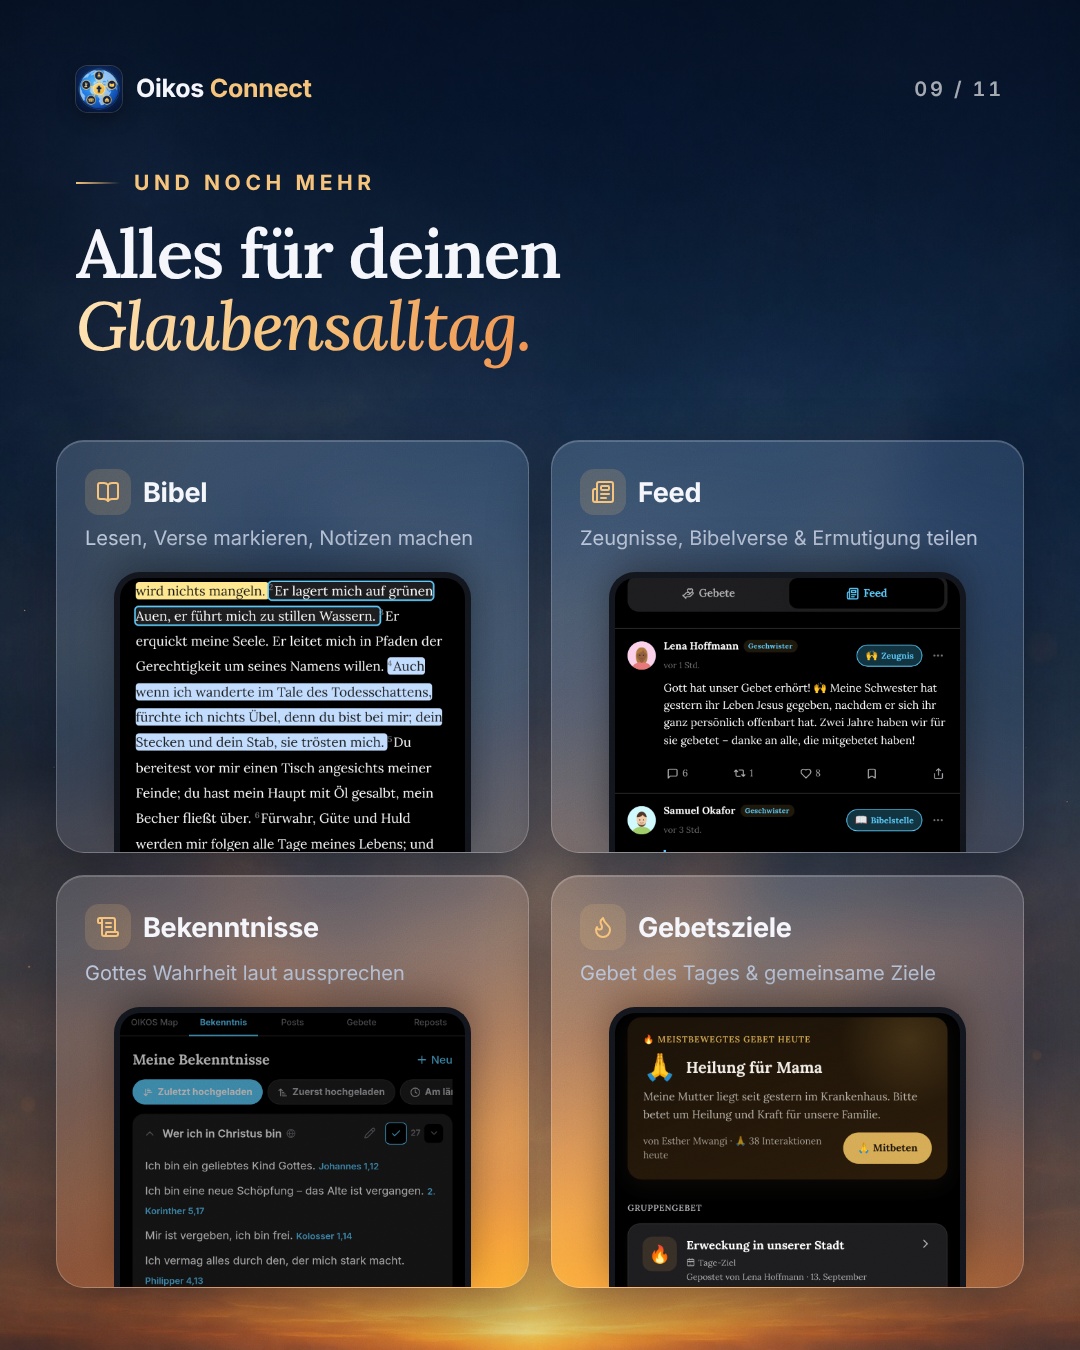 Oikos Connect
09 / 11
UND NOCH MEHR
Alles für deinen
Glaubensalltag.
Bibel
Lesen, Verse markieren, Notizen machen
wird nichts mangeln. Er lagert mich auf grünen
Auen, er führt mich zu stillen Wassern. Er
erquickt meine Seele. Er leitet mich in Pfaden der
Gerechtigkeit um seines Namens willen. 4 Auch
wenn ich wanderte im Tale des Todesschattens,
fürchte ich nichts Übel, denn du bist bei mir; dein
Stecken und dein Stab, sie trösten mich. Du
bereitest vor mir einen Tisch angesichts meiner
Feinde; du hast mein Haupt mit Öl gesalbt, mein
Becher fließt über. 6 Fürwahr, Güte und Huld
werden mir folgen alle Tage meines Lebens; und
Feed
Zeugnisse, Bibelverse & Ermutigung teilen
Gebete
Feed
Lena Hoffmann Geschwister
vor 1 Std.
🙌 Zeugnis
Gott hat unser Gebet erhört! 🙌 Meine Schwester hat
gestern ihr Leben Jesus gegeben, nachdem er sich ihr
ganz persönlich offenbart hat. Zwei Jahre haben wir für
sie gebetet – danke an alle, die mitgebetet haben!
6 1 8
Samuel Okafor Geschwister
vor 3 Std.
📖 Bibelstelle
Bekenntnisse
Gottes Wahrheit laut aussprechen
OIKOS Map Bekenntnis Posts Gebete Reposts
Meine Bekenntnisse
+ Neu
Zuletzt hochgeladen
Zuerst hochgeladen
Am lä
Wer ich in Christus bin
27
Ich bin ein geliebtes Kind Gottes. Johannes 1,12
Ich bin eine neue Schöpfung – das Alte ist vergangen. 2.
Korinther 5,17
Mir ist vergeben, ich bin frei. Kolosser 1,14
Ich vermag alles durch den, der mich stark macht.
Philipper 4,13
Gebetsziele
Gebet des Tages & gemeinsame Ziele
🔥 MEISTBEWEGTES GEBET HEUTE
🙏 Heilung für Mama
Meine Mutter liegt seit gestern im Krankenhaus. Bitte
betet um Heilung und Kraft für unsere Familie.
von Esther Mwangi · 🙏 38 Interaktionen
heute
🙏 Mitbeten
GRUPPENGEBET
🔥 Erweckung in unserer Stadt
Tage-Ziel
Gepostet von Lena Hoffmann · 13. September